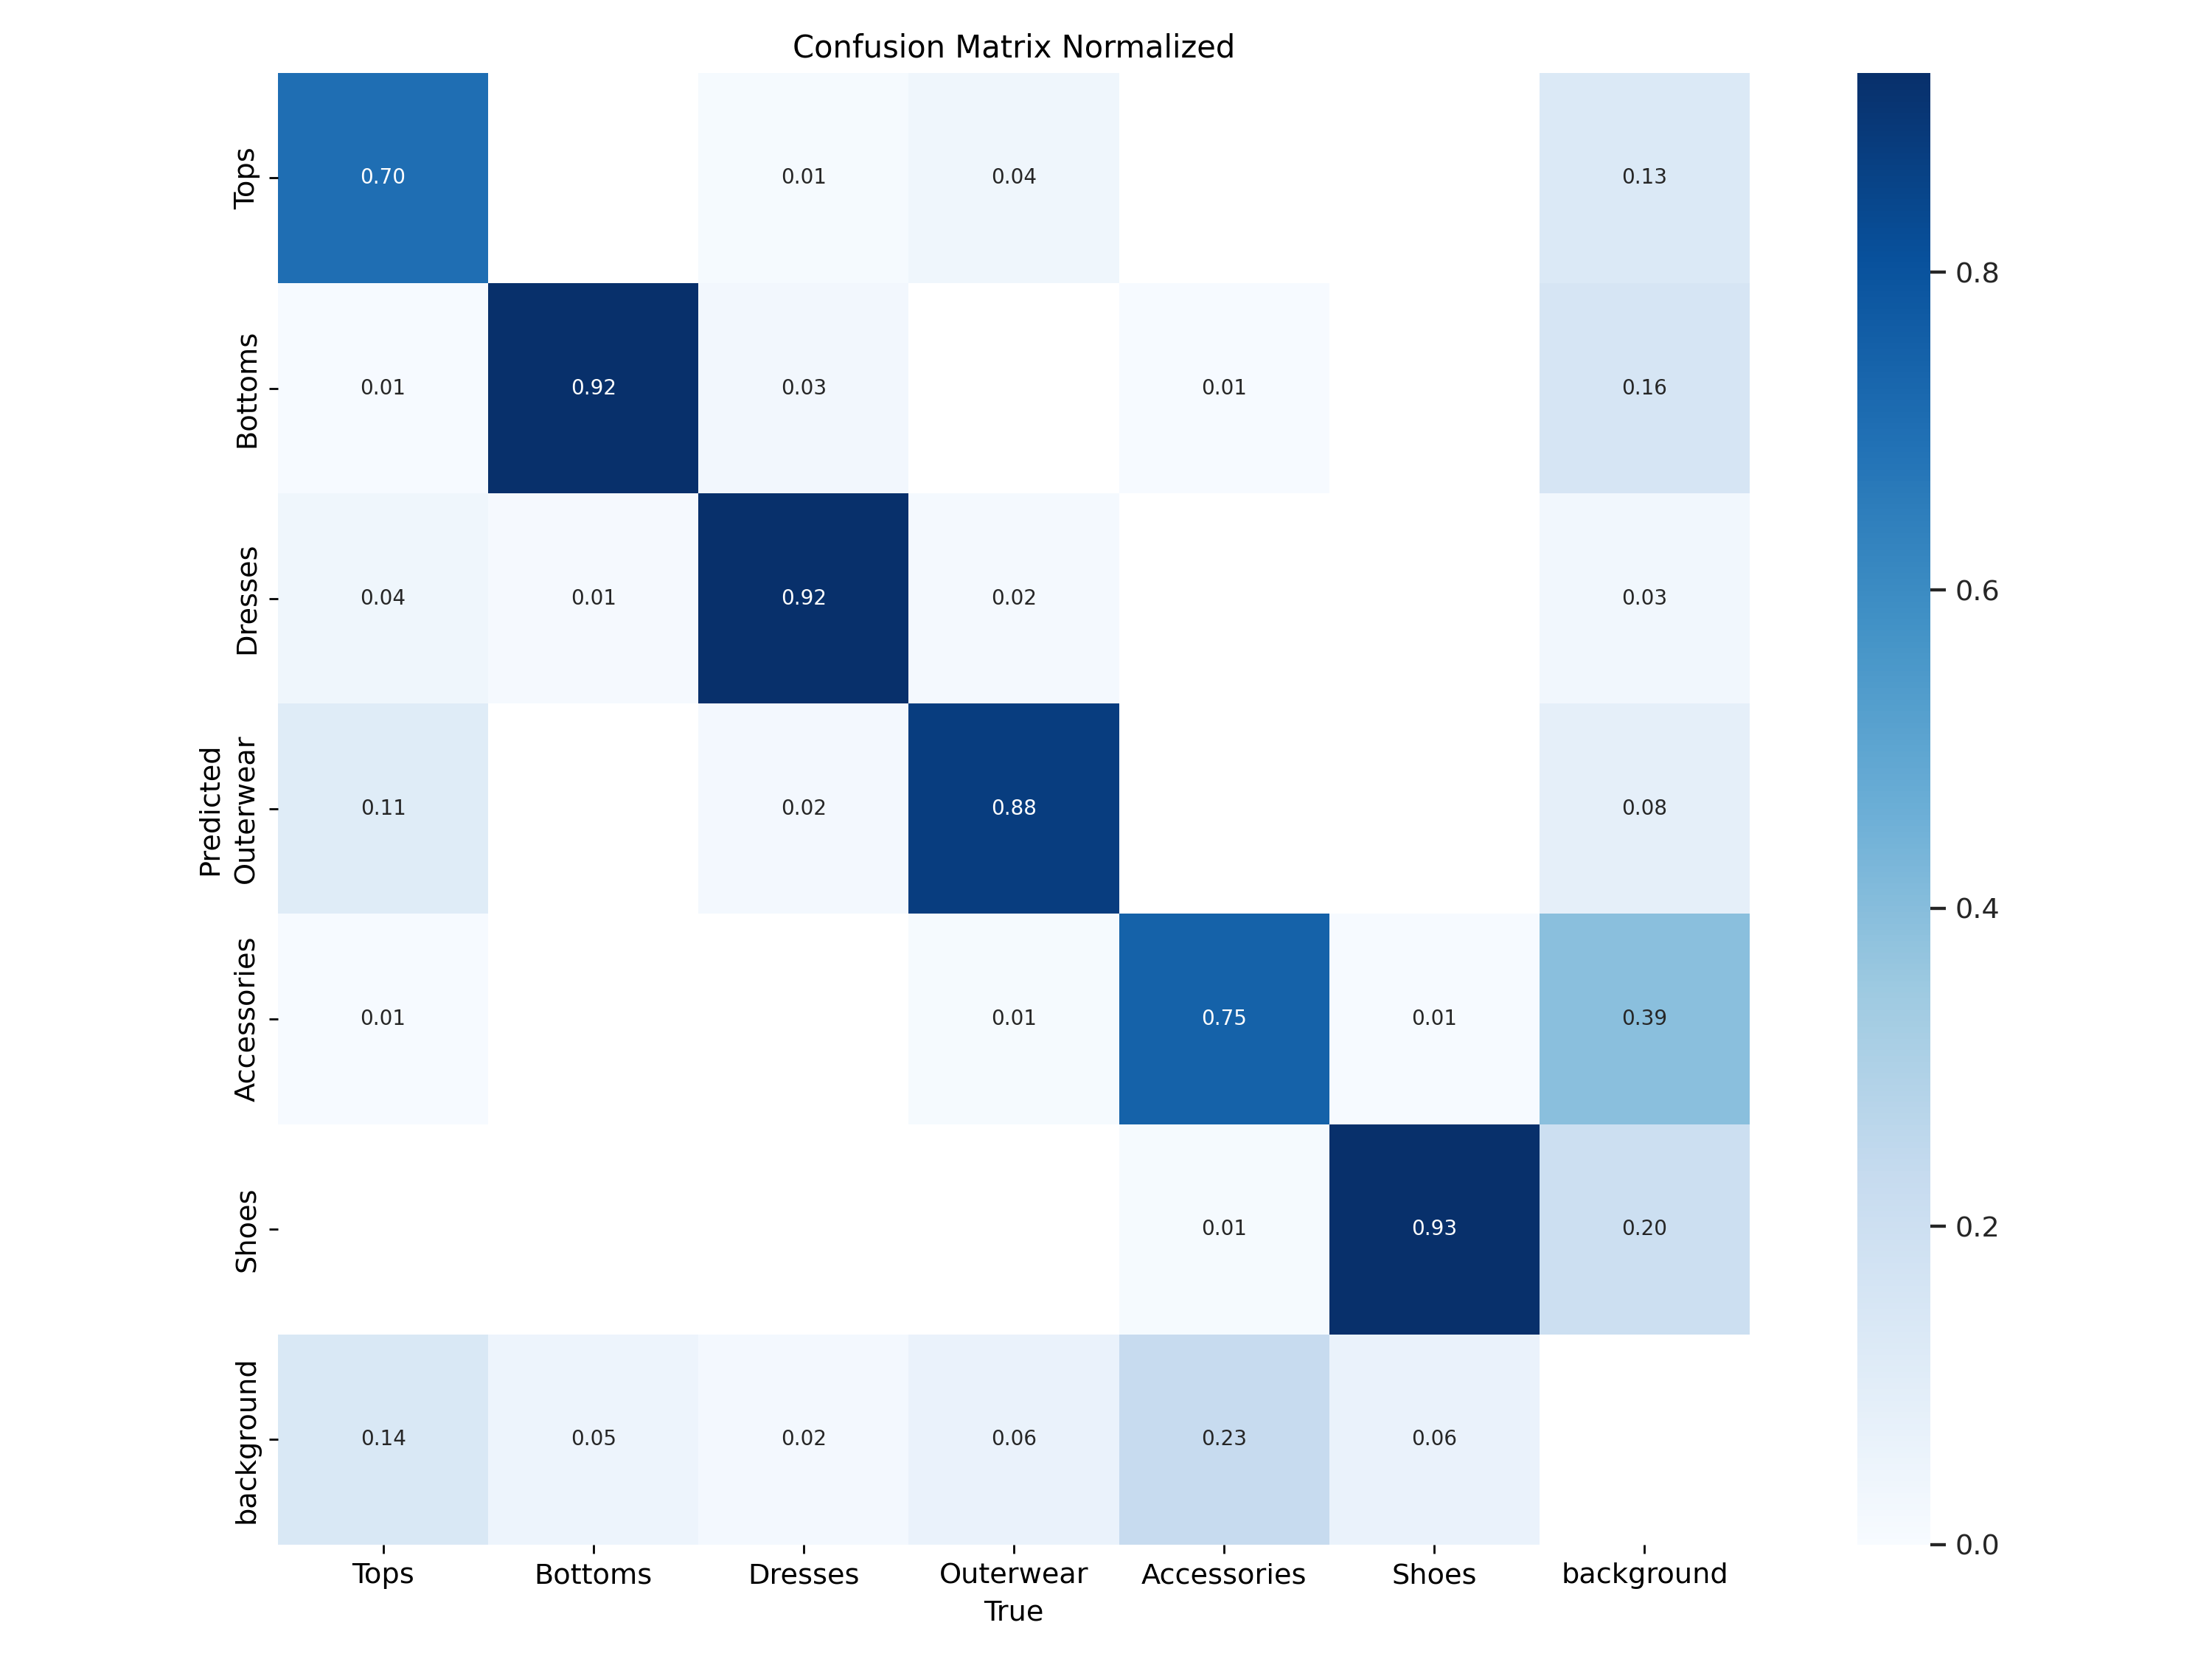 Confusion Matrix Normalized
Tops 0.70 0.01 0.04 0.13
Bottoms 0.01 0.92 0.03 0.01 0.16
Dresses 0.04 0.01 0.92 0.02 0.03
Predicted
Outerwear 0.11 0.02 0.88 0.08
Accessories 0.01 0.01 0.75 0.01 0.39
Shoes 0.01 0.93 0.20
background 0.14 0.05 0.02 0.06 0.23 0.06
Tops Bottoms Dresses Outerwear Accessories Shoes background
True
0.8
0.6
0.4
0.2
0.0